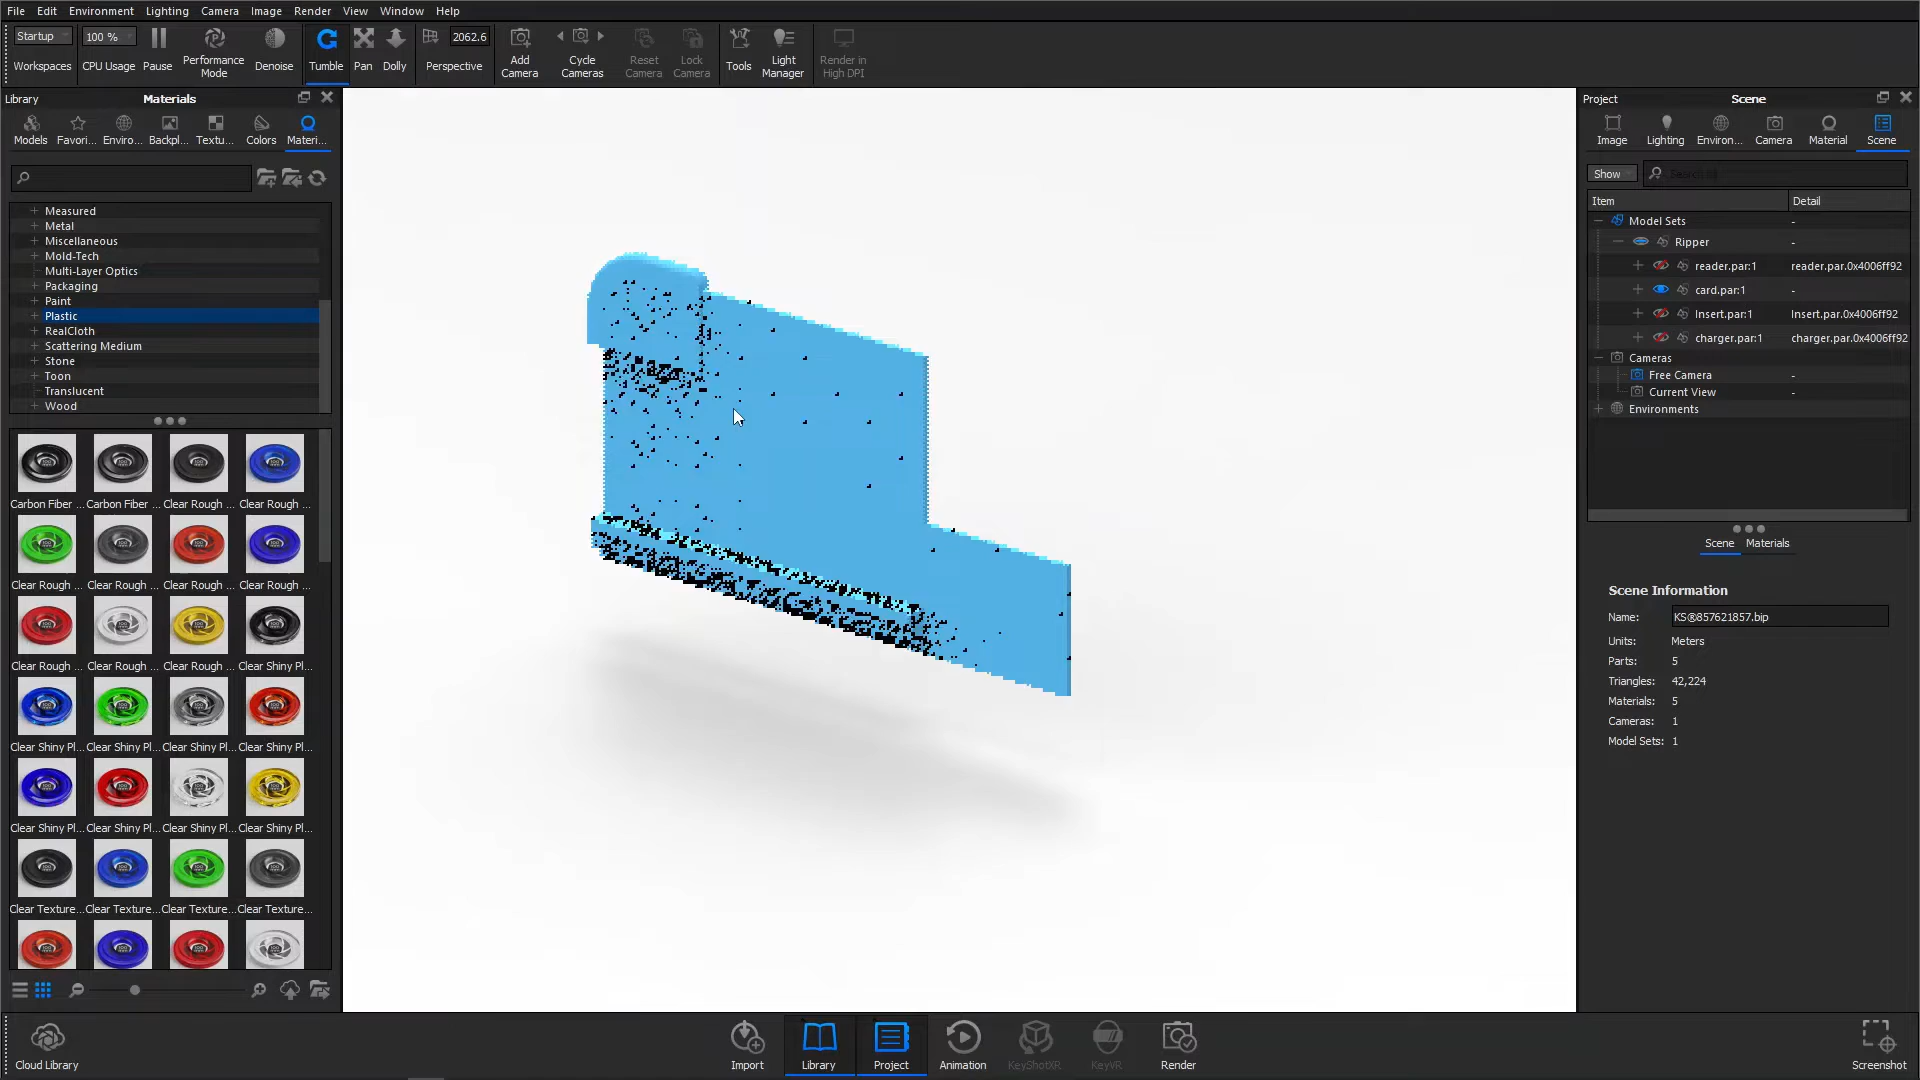 File Edit Environment Lighting Camera Image Render View Window Help
Startup 100 % 2062.6
Workspaces CPU Usage Pause Performance Mode Denoise Tumble Pan Dolly Perspective Add Camera Cycle Cameras Reset Camera Lock Camera Tools Light Manager Render in High DPI
Library Materials
Models Favori... Enviro... Backpl... Textu... Colors Materi...
Measured
Metal
Miscellaneous
Mold-Tech
Multi-Layer Optics
Packaging
Paint
Plastic
RealCloth
Scattering Medium
Stone
Toon
Translucent
Wood
Carbon Fiber ... Carbon Fiber ... Clear Rough ... Clear Rough ...
Clear Rough ... Clear Rough ... Clear Rough ... Clear Rough ...
Clear Rough ... Clear Rough ... Clear Rough ... Clear Shiny Pl...
Clear Shiny Pl... Clear Shiny Pl... Clear Shiny Pl... Clear Shiny Pl...
Clear Shiny Pl... Clear Shiny Pl... Clear Shiny Pl... Clear Shiny Pl...
Clear Texture... Clear Texture... Clear Texture... Clear Texture...
Project Scene
Image Lighting Environ... Camera Material Scene
Show
Item Detail
Model Sets -
Ripper -
reader.par:1 reader.par.0x4006ff92
card.par:1 -
Insert.par:1 Insert.par.0x4006ff92
charger.par:1 charger.par.0x4006ff92
Cameras
Free Camera -
Current View -
Environments
Scene Materials
Scene Information
Name: KS®857621857.bip
Units: Meters
Parts: 5
Triangles: 42,224
Materials: 5
Cameras: 1
Model Sets: 1
Cloud Library Import Library Project Animation KeyShotXR KeyVR Render Screenshot